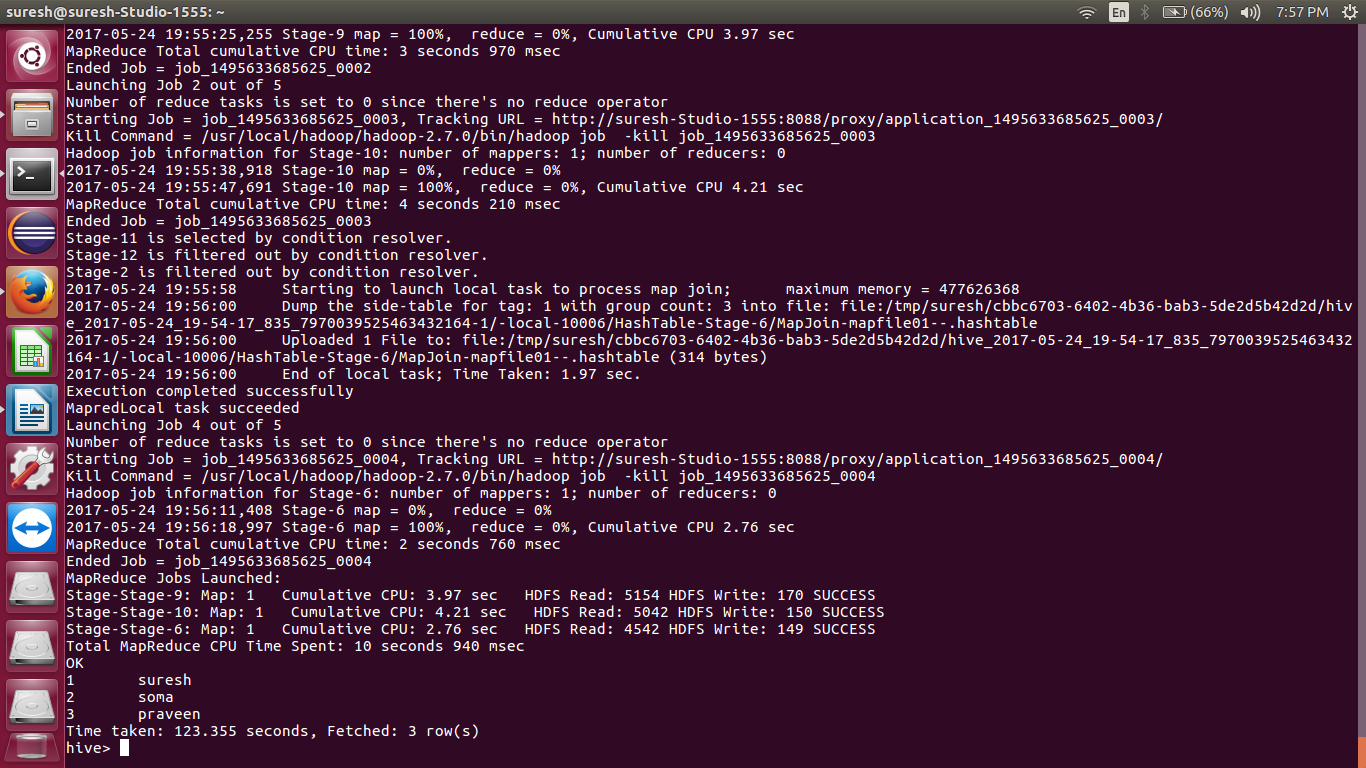 suresh@suresh-Studio-1555: ~
En
(66%)
7:57 PM
2017-05-24 19:55:25,255 Stage-9 map = 100%,  reduce = 0%, Cumulative CPU 3.97 sec
MapReduce Total cumulative CPU time: 3 seconds 970 msec
Ended Job = job_1495633685625_0002
Launching Job 2 out of 5
Number of reduce tasks is set to 0 since there's no reduce operator
Starting Job = job_1495633685625_0003, Tracking URL = http://suresh-Studio-1555:8088/proxy/application_1495633685625_0003/
Kill Command = /usr/local/hadoop/hadoop-2.7.0/bin/hadoop job  -kill job_1495633685625_0003
Hadoop job information for Stage-10: number of mappers: 1; number of reducers: 0
2017-05-24 19:55:38,918 Stage-10 map = 0%,  reduce = 0%
2017-05-24 19:55:47,691 Stage-10 map = 100%,  reduce = 0%, Cumulative CPU 4.21 sec
MapReduce Total cumulative CPU time: 4 seconds 210 msec
Ended Job = job_1495633685625_0003
Stage-11 is selected by condition resolver.
Stage-12 is filtered out by condition resolver.
Stage-2 is filtered out by condition resolver.
2017-05-24 19:55:58     Starting to launch local task to process map join;      maximum memory = 477626368
2017-05-24 19:56:00     Dump the side-table for tag: 1 with group count: 3 into file: file:/tmp/suresh/cbbc6703-6402-4b36-bab3-5de2d5b42d2d/hiv
e_2017-05-24_19-54-17_835_7970039525463432164-1/-local-10006/HashTable-Stage-6/MapJoin-mapfile01--.hashtable
2017-05-24 19:56:00     Uploaded 1 File to: file:/tmp/suresh/cbbc6703-6402-4b36-bab3-5de2d5b42d2d/hive_2017-05-24_19-54-17_835_7970039525463432
164-1/-local-10006/HashTable-Stage-6/MapJoin-mapfile01--.hashtable (314 bytes)
2017-05-24 19:56:00     End of local task; Time Taken: 1.97 sec.
Execution completed successfully
MapredLocal task succeeded
Launching Job 4 out of 5
Number of reduce tasks is set to 0 since there's no reduce operator
Starting Job = job_1495633685625_0004, Tracking URL = http://suresh-Studio-1555:8088/proxy/application_1495633685625_0004/
Kill Command = /usr/local/hadoop/hadoop-2.7.0/bin/hadoop job  -kill job_1495633685625_0004
Hadoop job information for Stage-6: number of mappers: 1; number of reducers: 0
2017-05-24 19:56:11,408 Stage-6 map = 0%,  reduce = 0%
2017-05-24 19:56:18,997 Stage-6 map = 100%,  reduce = 0%, Cumulative CPU 2.76 sec
MapReduce Total cumulative CPU time: 2 seconds 760 msec
Ended Job = job_1495633685625_0004
MapReduce Jobs Launched:
Stage-Stage-9: Map: 1   Cumulative CPU: 3.97 sec   HDFS Read: 5154 HDFS Write: 170 SUCCESS
Stage-Stage-10: Map: 1   Cumulative CPU: 4.21 sec   HDFS Read: 5042 HDFS Write: 150 SUCCESS
Stage-Stage-6: Map: 1   Cumulative CPU: 2.76 sec   HDFS Read: 4542 HDFS Write: 149 SUCCESS
Total MapReduce CPU Time Spent: 10 seconds 940 msec
OK
1       suresh
2       soma
3       praveen
Time taken: 123.355 seconds, Fetched: 3 row(s)
hive>